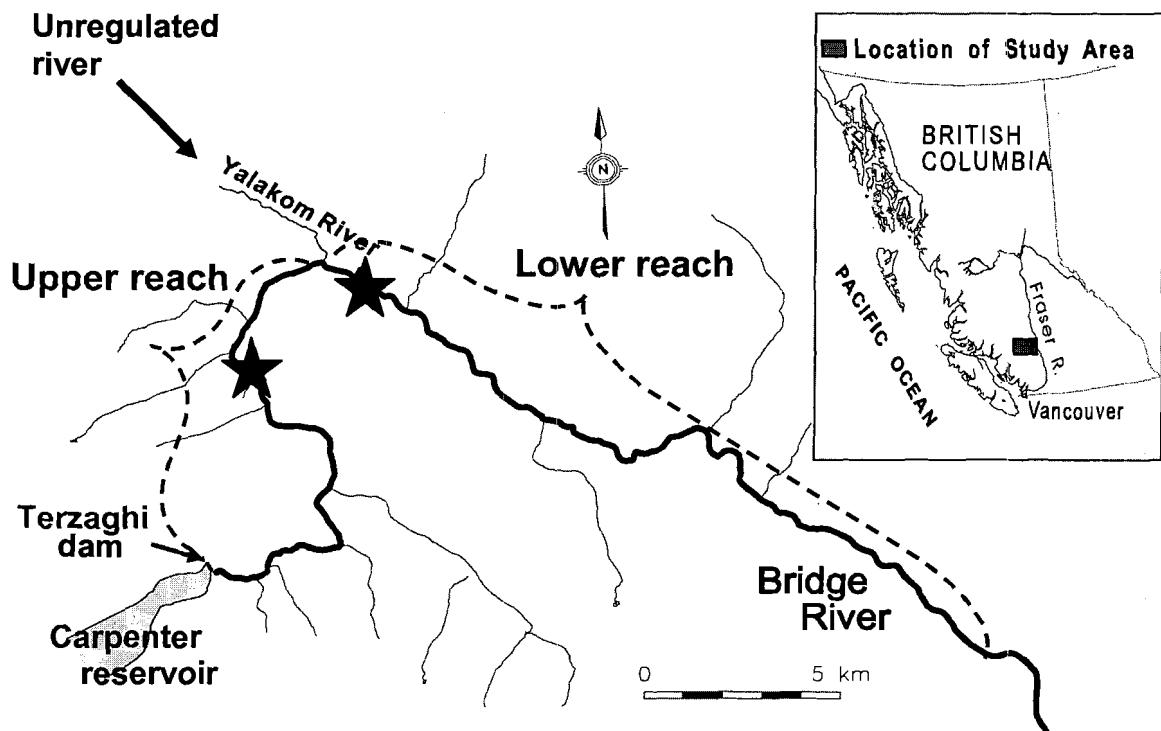 Unregulated
river
Yalakom River
Upper reach
Lower reach
N
Terzaghi
dam
Carpenter
reservoir
Bridge
River
0 5 km
Location of Study Area
BRITISH
COLUMBIA
PACIFIC OCEAN
Fraser R.
Vancouver